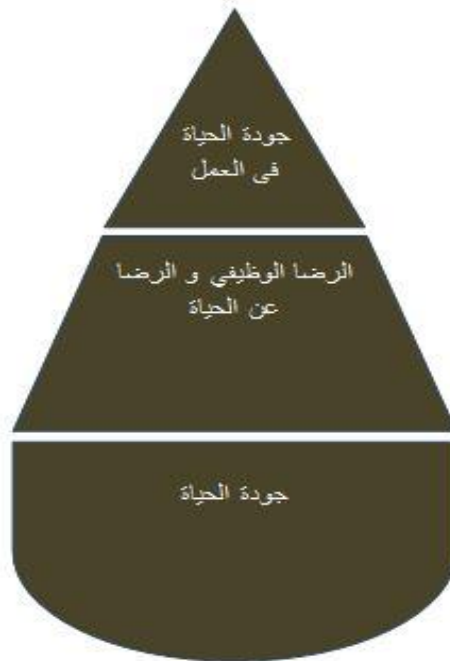 جودة الحياة
فى العمل
الرضا الوظيفي و الرضا
عن الحياة
جودة الحياة